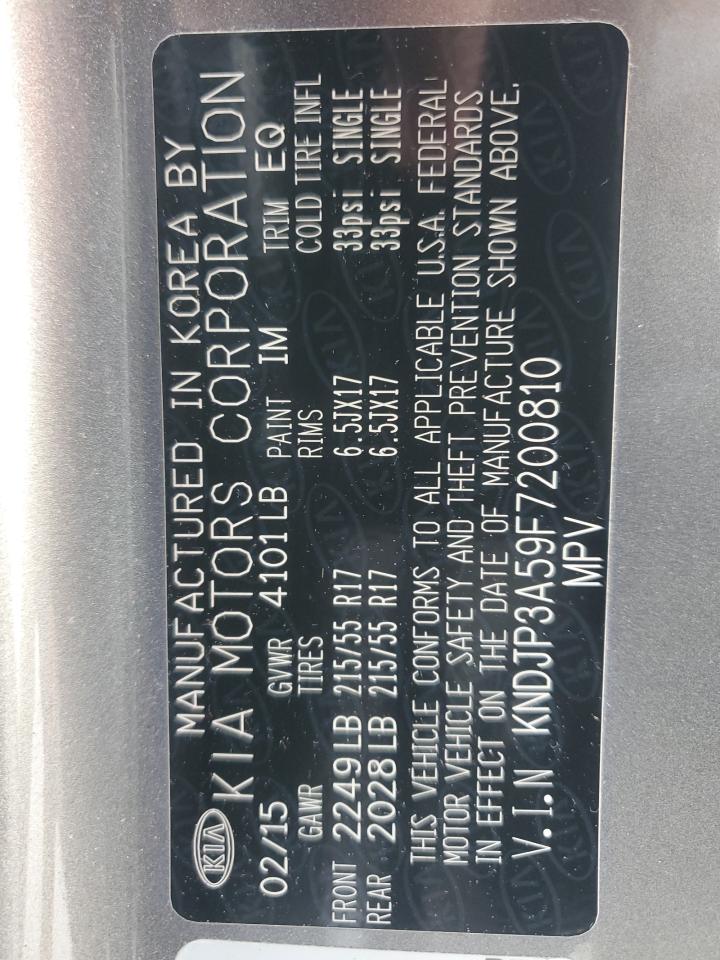 MANUFACTURED IN KOREA BY
KIA KIA MOTORS CORPORATION
02/15 GVWR 4101LB PAINT IM TRIM EQ
GAWR TIRES RIMS COLD TIRE INFL
FRONT 2249LB 215/55 R17 6.5JX17 33psi SINGLE
REAR 2028LB 215/55 R17 6.5JX17 33psi SINGLE
THIS VEHICLE CONFORMS TO ALL APPLICABLE U.S.A. FEDERAL
MOTOR VEHICLE SAFETY AND THEFT PREVENTION STANDARDS
IN EFFECT ON THE DATE OF MANUFACTURE SHOWN ABOVE.
V.I.N KNDJP3A59F7200810
MPV